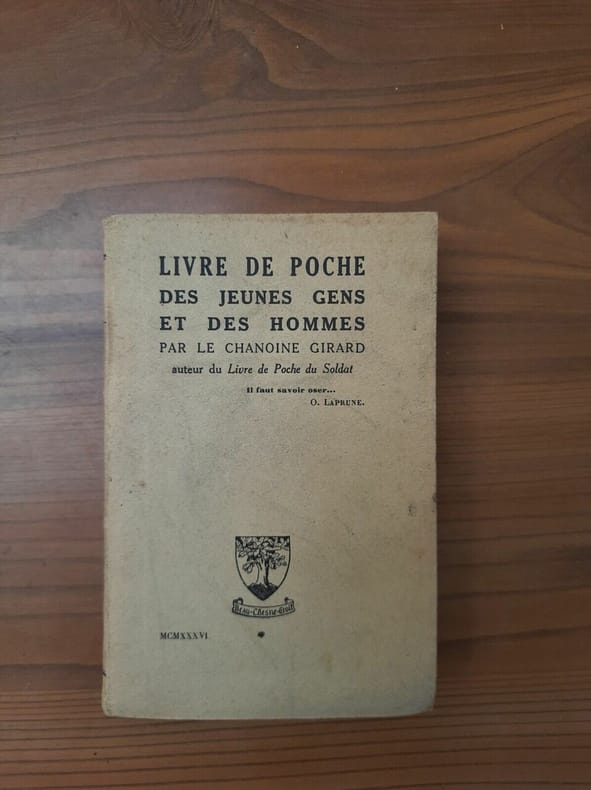 LIVRE DE POCHE
DES JEUNES GENS
ET DES HOMMES
PAR LE CHANOINE GIRARD
auteur du Livre de Poche du Soldat
Il faut savoir oser...
O. LAPRUNE.
MCMXXXVI